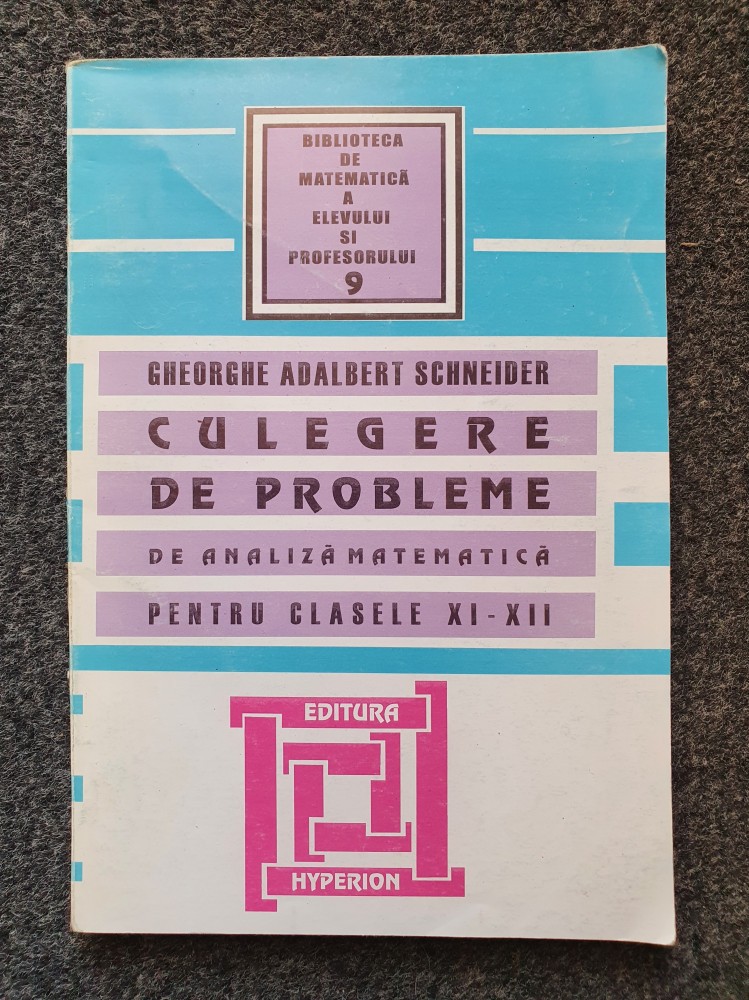 BIBLIOTECA
DE
MATEMATICĂ
A
ELEVULUI
SI
PROFESORULUI
9
GHEORGHE ADALBERT SCHNEIDER
CULEGERE
DE PROBLEME
DE ANALIZĂ MATEMATICĂ
PENTRU CLASELE XI-XII
EDITURA
HYPERION